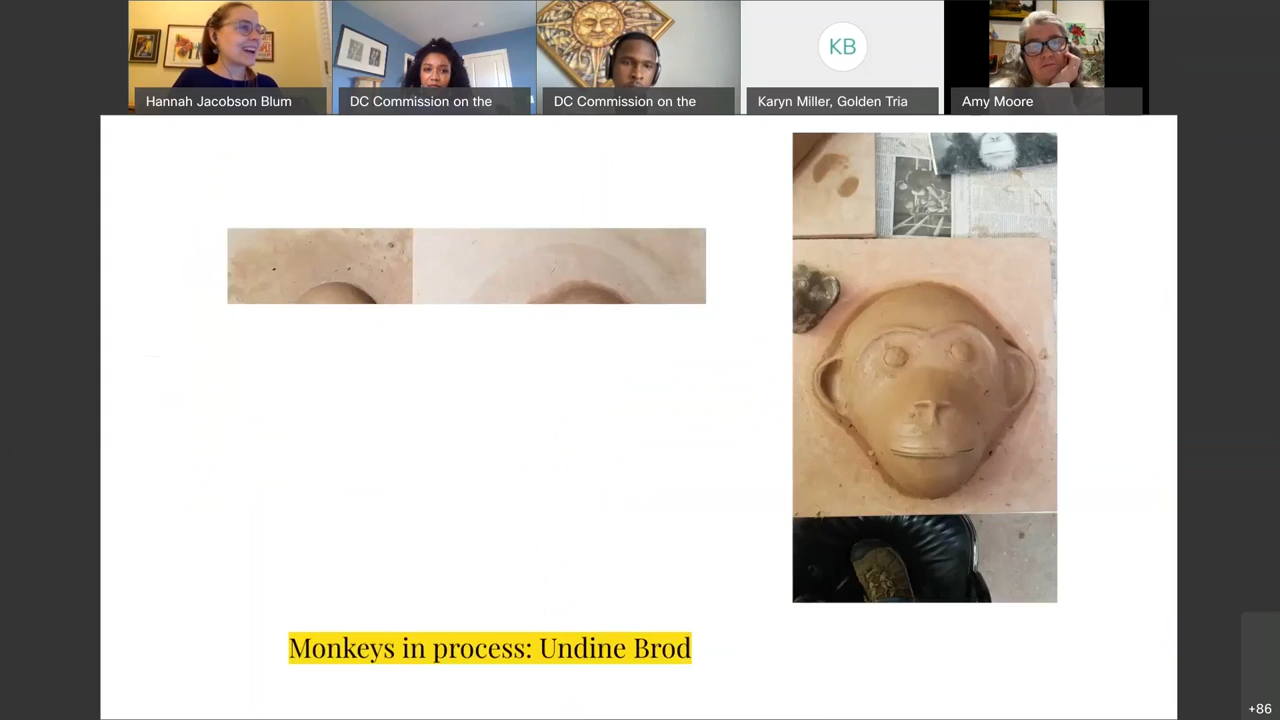 Hannah Jacobson Blum
DC Commission on the
DC Commission on the
KB
Karyn Miller, Golden Tria
Amy Moore
Monkeys in process: Undine Brod
+86